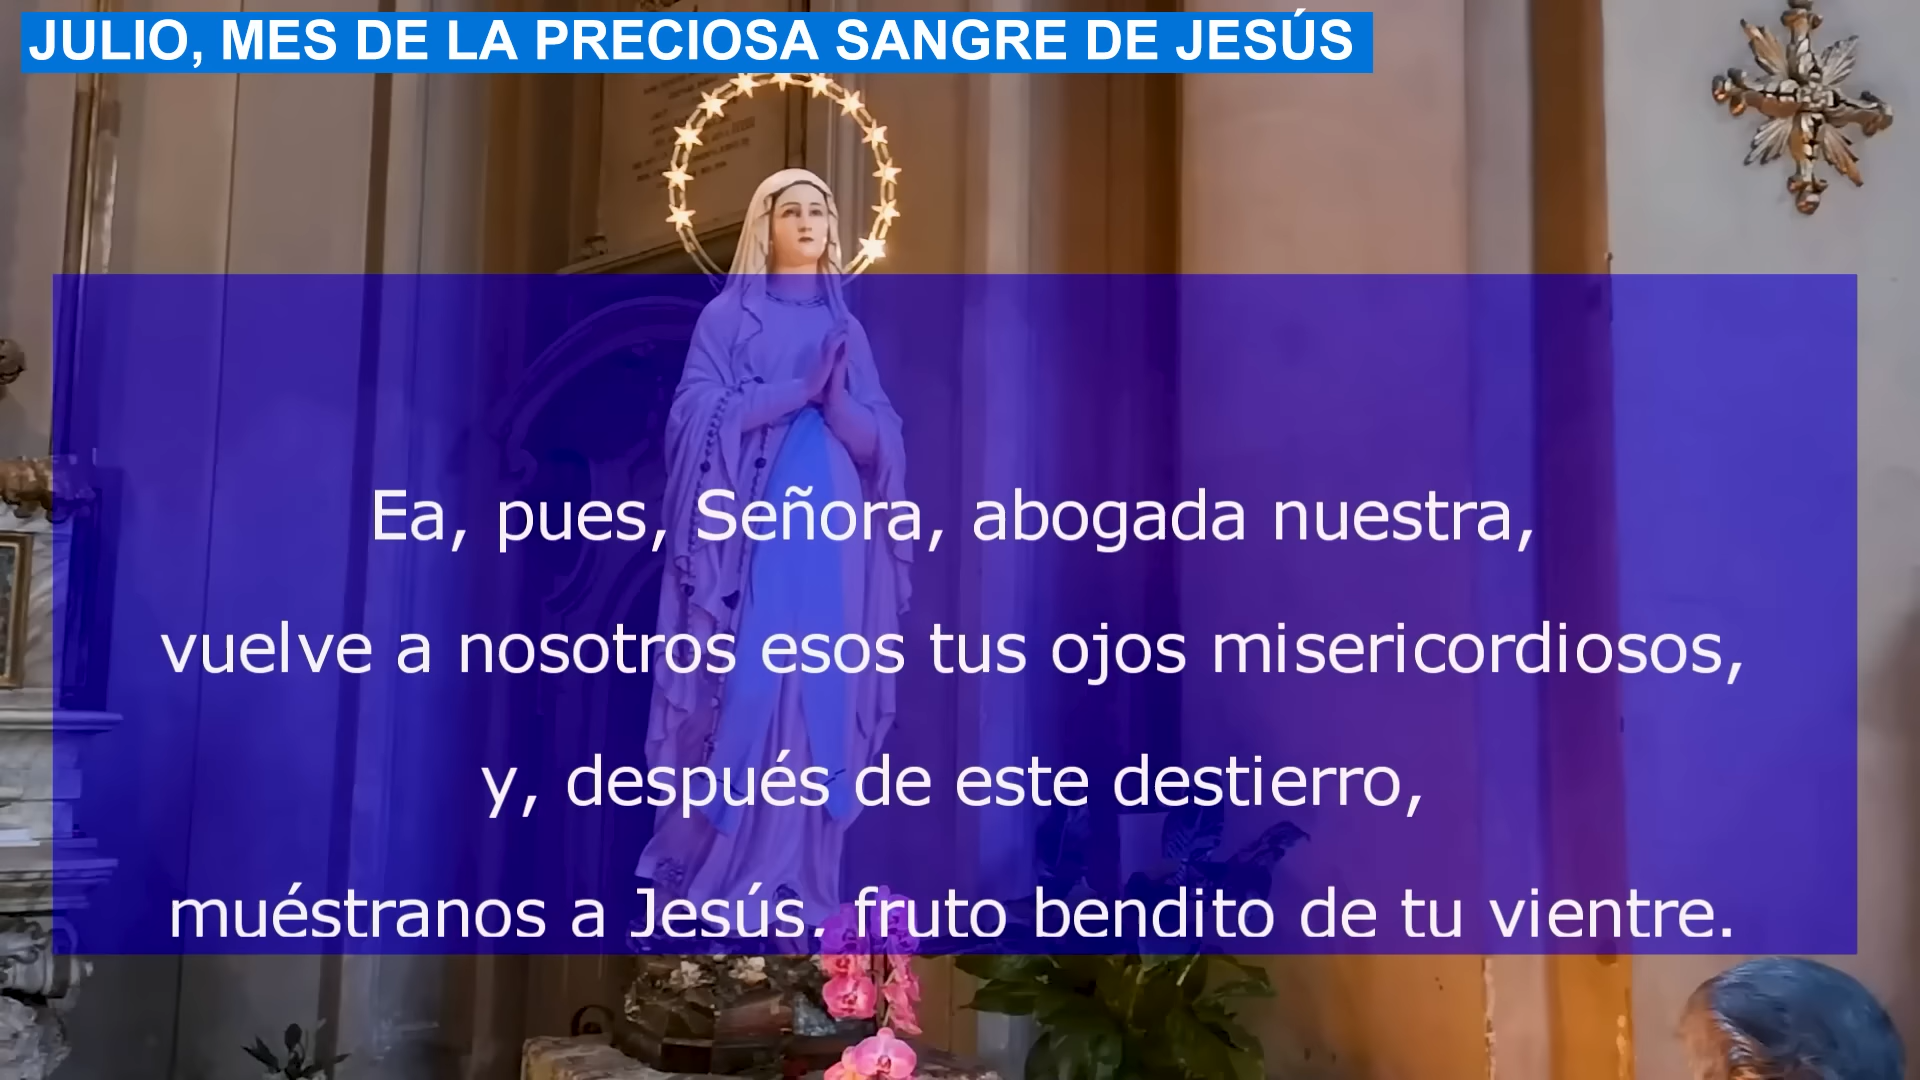 JULIO, MES DE LA PRECIOSA SANGRE DE JESÚS
Ea, pues, Señora, abogada nuestra,
vuelve a nosotros esos tus ojos misericordiosos,
y, después de este destierro,
muéstranos a Jesús, fruto bendito de tu vientre.